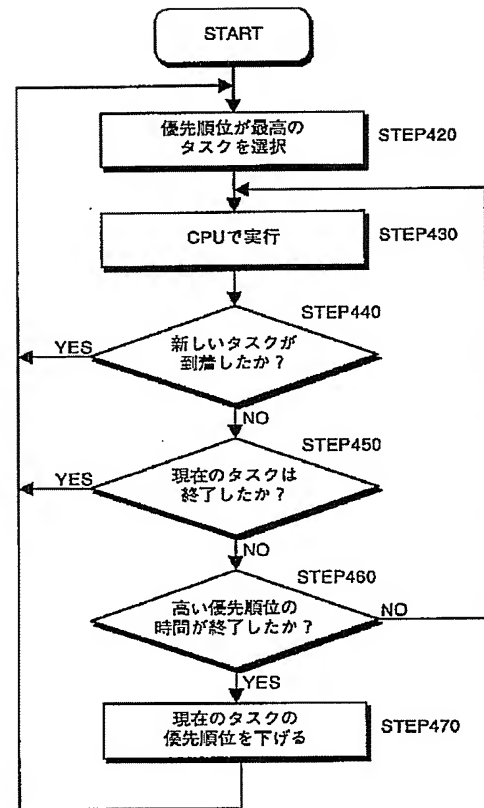 START
優先順位が最高の
タスクを選択
STEP420
CPUで実行
STEP430
STEP440
新しいタスクが
到着したか？
YES
NO
STEP450
現在のタスクは
終了したか？
YES
NO
STEP460
高い優先順位の
時間が終了したか？
NO
YES
現在のタスクの
優先順位を下げる
STEP470